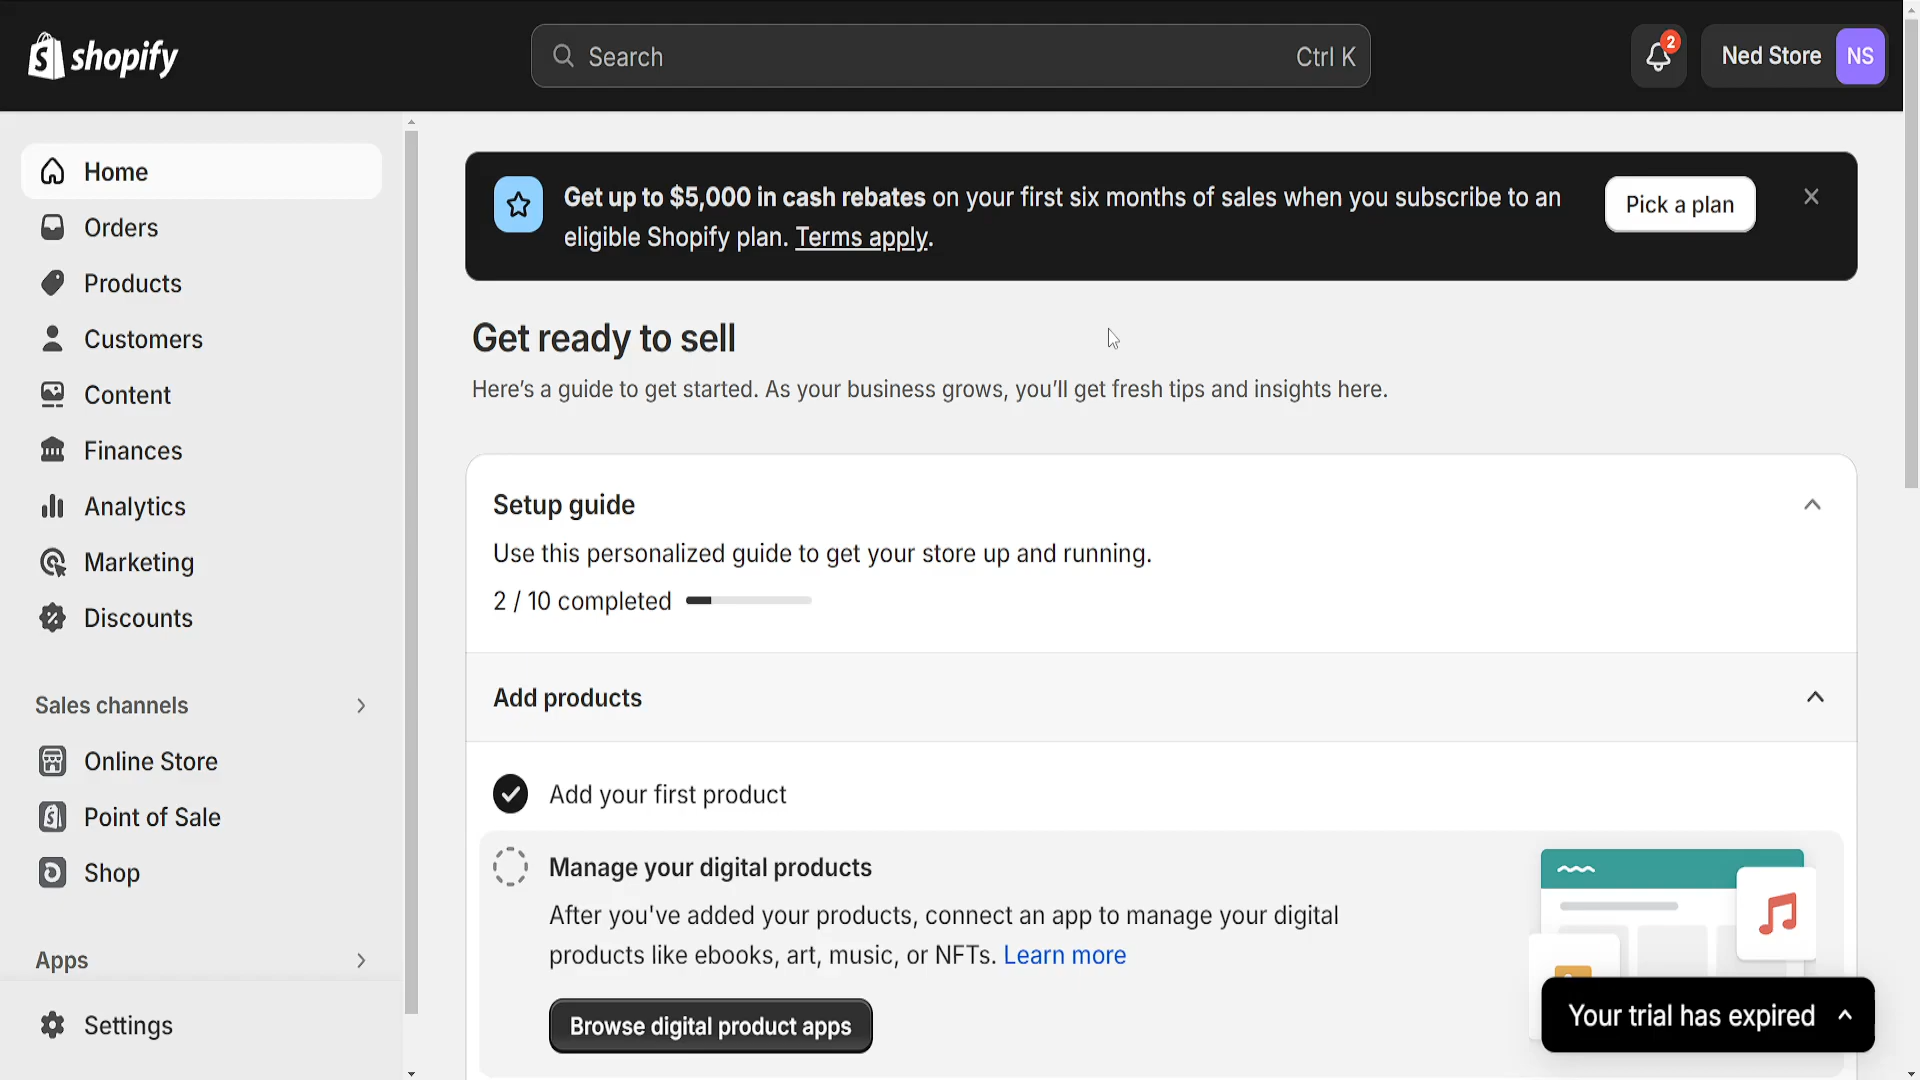 shopify
Search
Ctrl K
2
Ned Store
NS
Home
Orders
Products
Customers
Content
Finances
Analytics
Marketing
Discounts
Sales channels
Online Store
Point of Sale
Shop
Apps
Settings
Get up to $5,000 in cash rebates on your first six months of sales when you subscribe to an
eligible Shopify plan. Terms apply.
Pick a plan
Get ready to sell
Here’s a guide to get started. As your business grows, you’ll get fresh tips and insights here.
Setup guide
Use this personalized guide to get your store up and running.
2 / 10 completed
Add products
Add your first product
Manage your digital products
After you've added your products, connect an app to manage your digital
products like ebooks, art, music, or NFTs. Learn more
Browse digital product apps
Your trial has expired